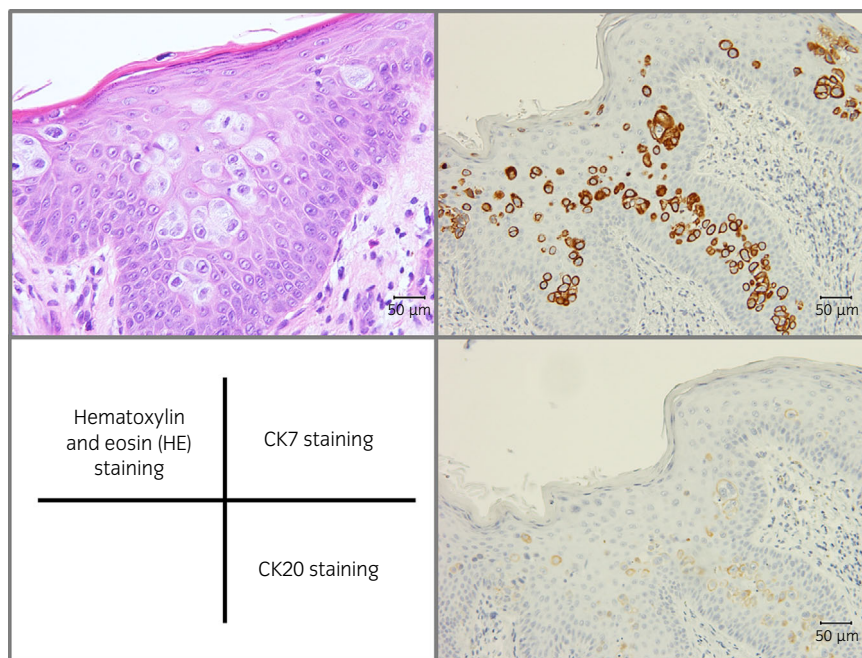 50 μm
50 μm
Hematoxylin
and eosin (HE)
staining
CK7 staining
CK20 staining
50 μm